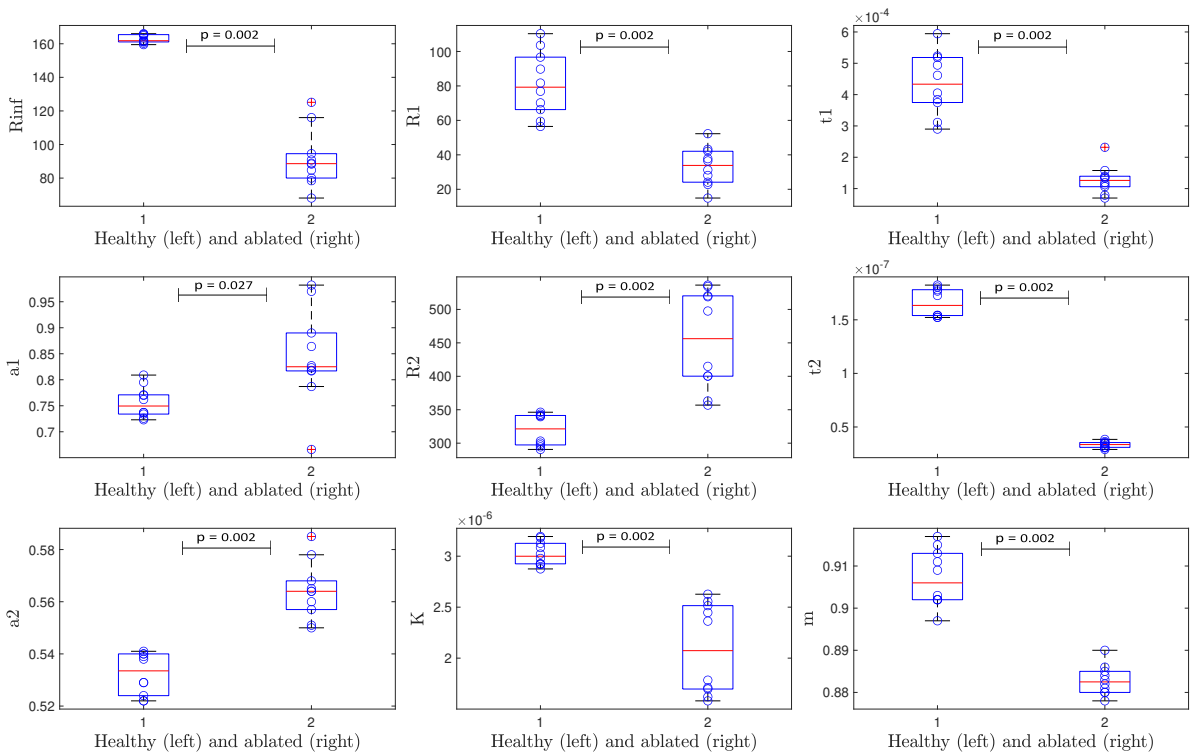 p = 0.002
160
140
120
100
80
Rinf
1
2
Healthy (left) and ablated (right)
p = 0.002
100
80
60
40
20
R1
1
2
Healthy (left) and ablated (right)
×10-4
p = 0.002
6
5
4
3
2
1
t1
1
2
Healthy (left) and ablated (right)
p = 0.027
0.95
0.9
0.85
0.8
0.75
0.7
a1
1
2
Healthy (left) and ablated (right)
p = 0.002
500
450
400
350
300
R2
1
2
Healthy (left) and ablated (right)
×10-7
p = 0.002
1.5
1
0.5
t2
1
2
Healthy (left) and ablated (right)
p = 0.002
0.58
0.56
0.54
0.52
a2
1
2
Healthy (left) and ablated (right)
×10-6
p = 0.002
3
2.5
2
K
1
2
Healthy (left) and ablated (right)
p = 0.002
0.91
0.9
0.89
0.88
m
1
2
Healthy (left) and ablated (right)